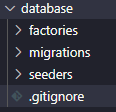 database
factories
migrations
seeders
.gitignore